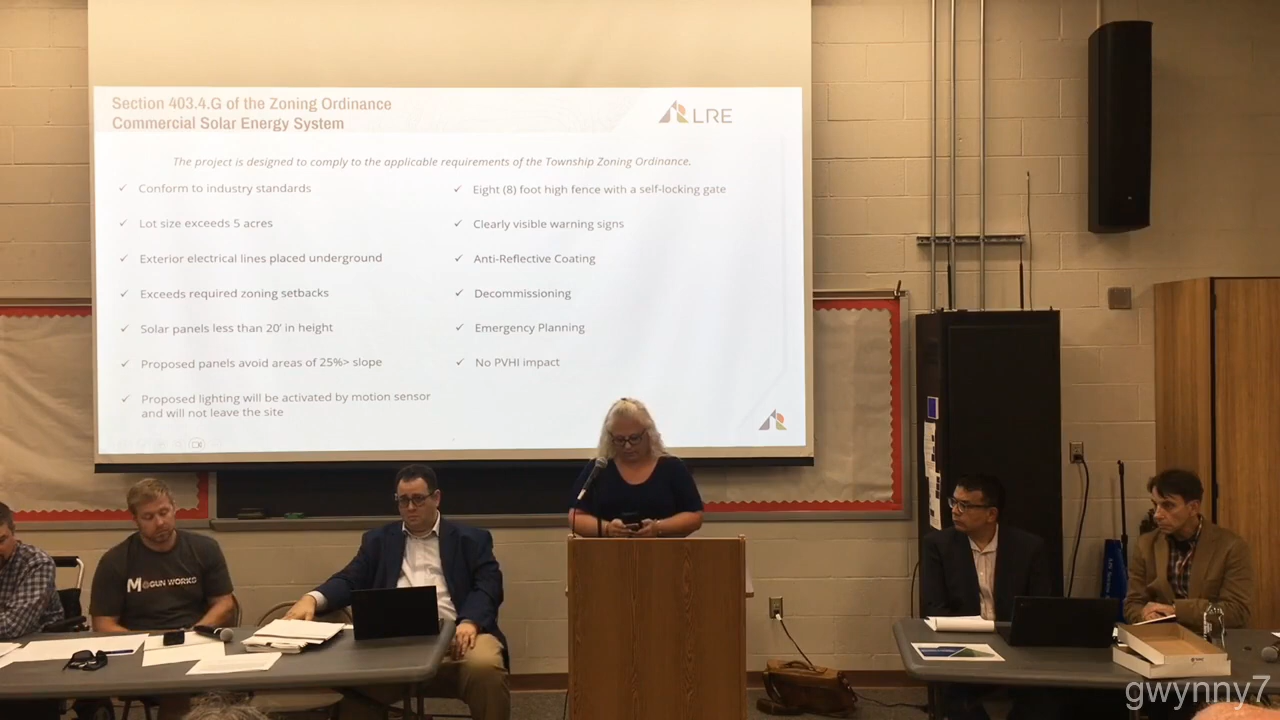 Section 403.4.G of the Zoning Ordinance
Commercial Solar Energy System
LRE
The project is designed to comply to the applicable requirements of the Township Zoning Ordinance.
✓ Conform to industry standards
✓ Lot size exceeds 5 acres
✓ Exterior electrical lines placed underground
✓ Exceeds required zoning setbacks
✓ Solar panels less than 20' in height
✓ Proposed panels avoid areas of 25%> slope
✓ Proposed lighting will be activated by motion sensor
and will not leave the site
✓ Eight (8) foot high fence with a self-locking gate
✓ Clearly visible warning signs
✓ Anti-Reflective Coating
✓ Decommissioning
✓ Emergency Planning
✓ No PVHI impact
GUN WORKS
gwynny7